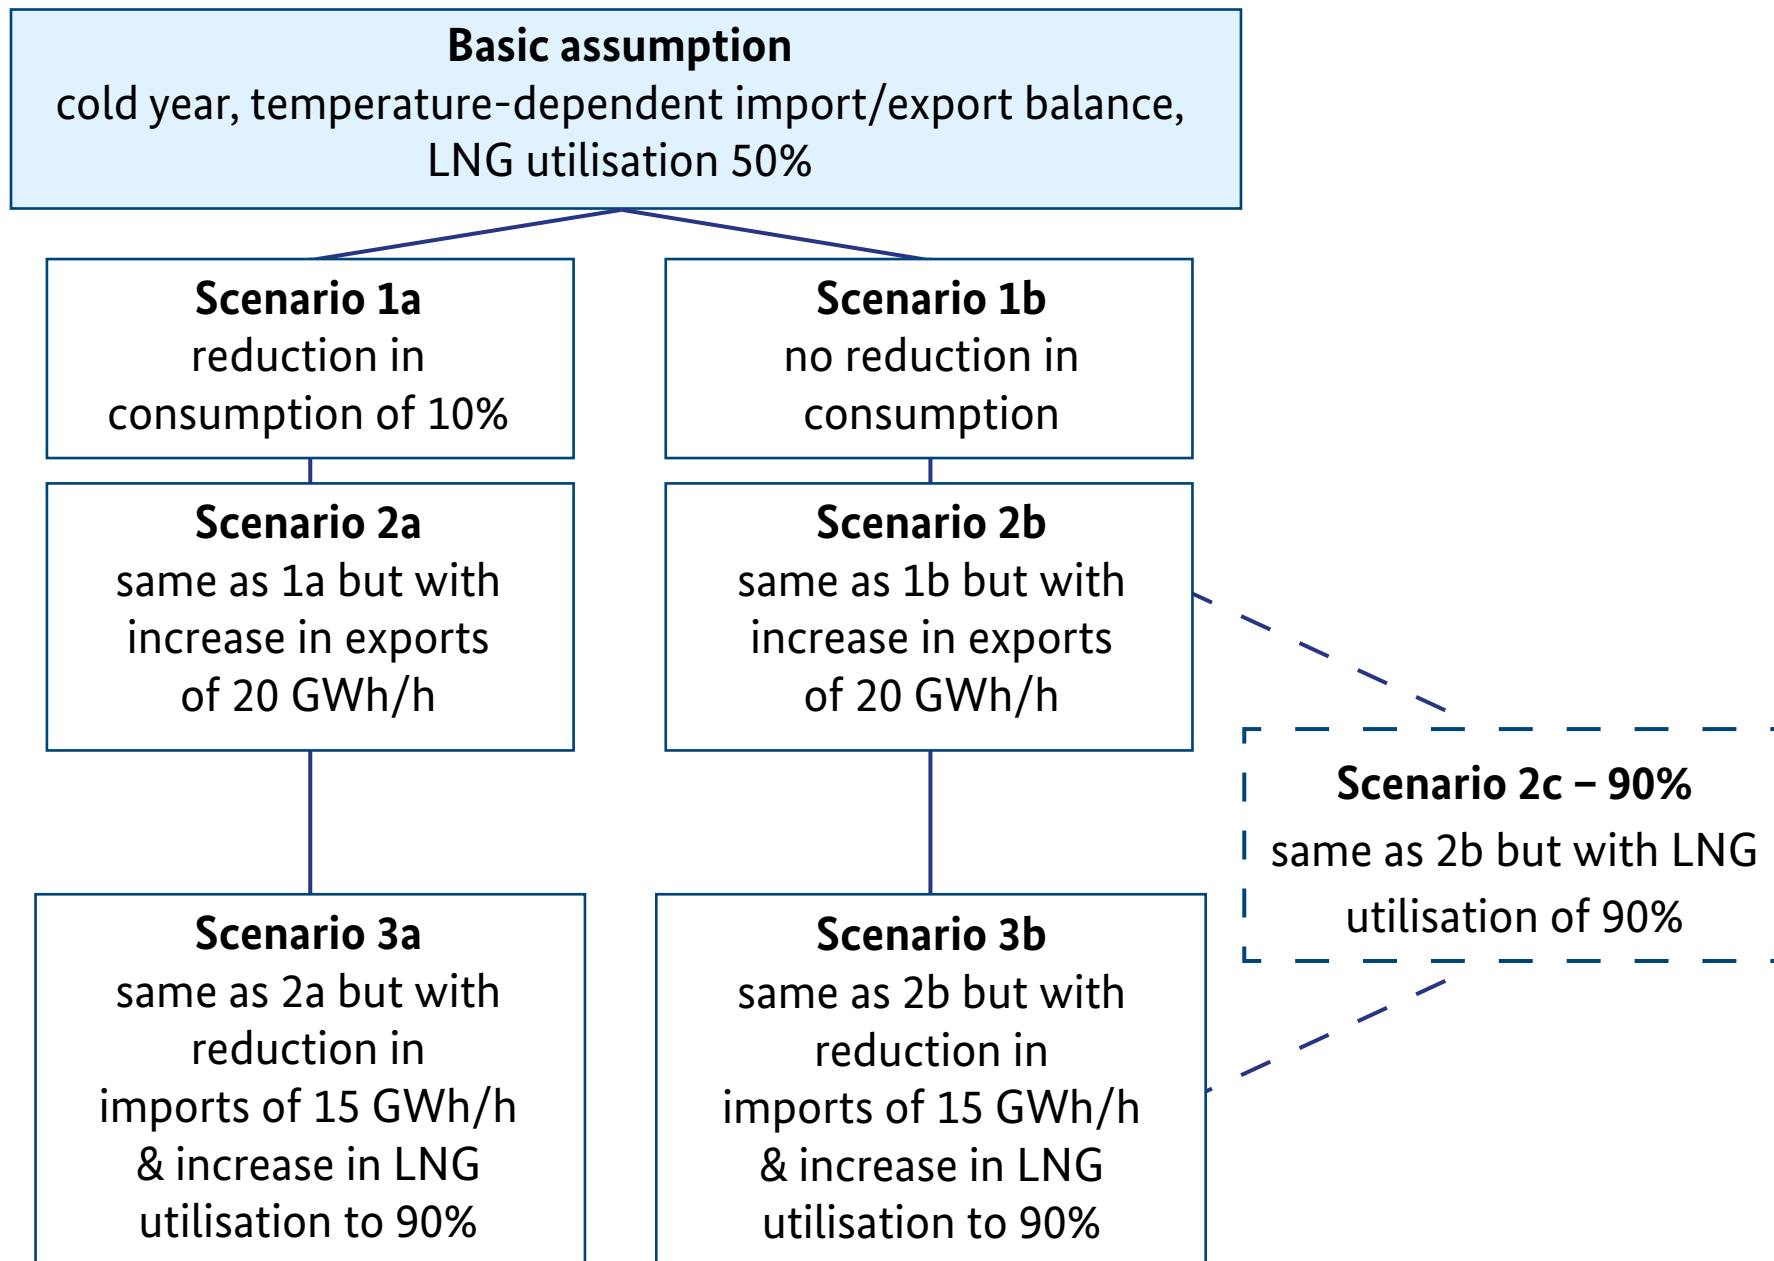 Basic assumption
cold year, temperature-dependent import/export balance,
LNG utilisation 50%
Scenario 1a
reduction in
consumption of 10%
Scenario 1b
no reduction in
consumption
Scenario 2a
same as 1a but with
increase in exports
of 20 GWh/h
Scenario 2b
same as 1b but with
increase in exports
of 20 GWh/h
Scenario 2c – 90%
same as 2b but with LNG
utilisation of 90%
Scenario 3a
same as 2a but with
reduction in
imports of 15 GWh/h
& increase in LNG
utilisation to 90%
Scenario 3b
same as 2b but with
reduction in
imports of 15 GWh/h
& increase in LNG
utilisation to 90%